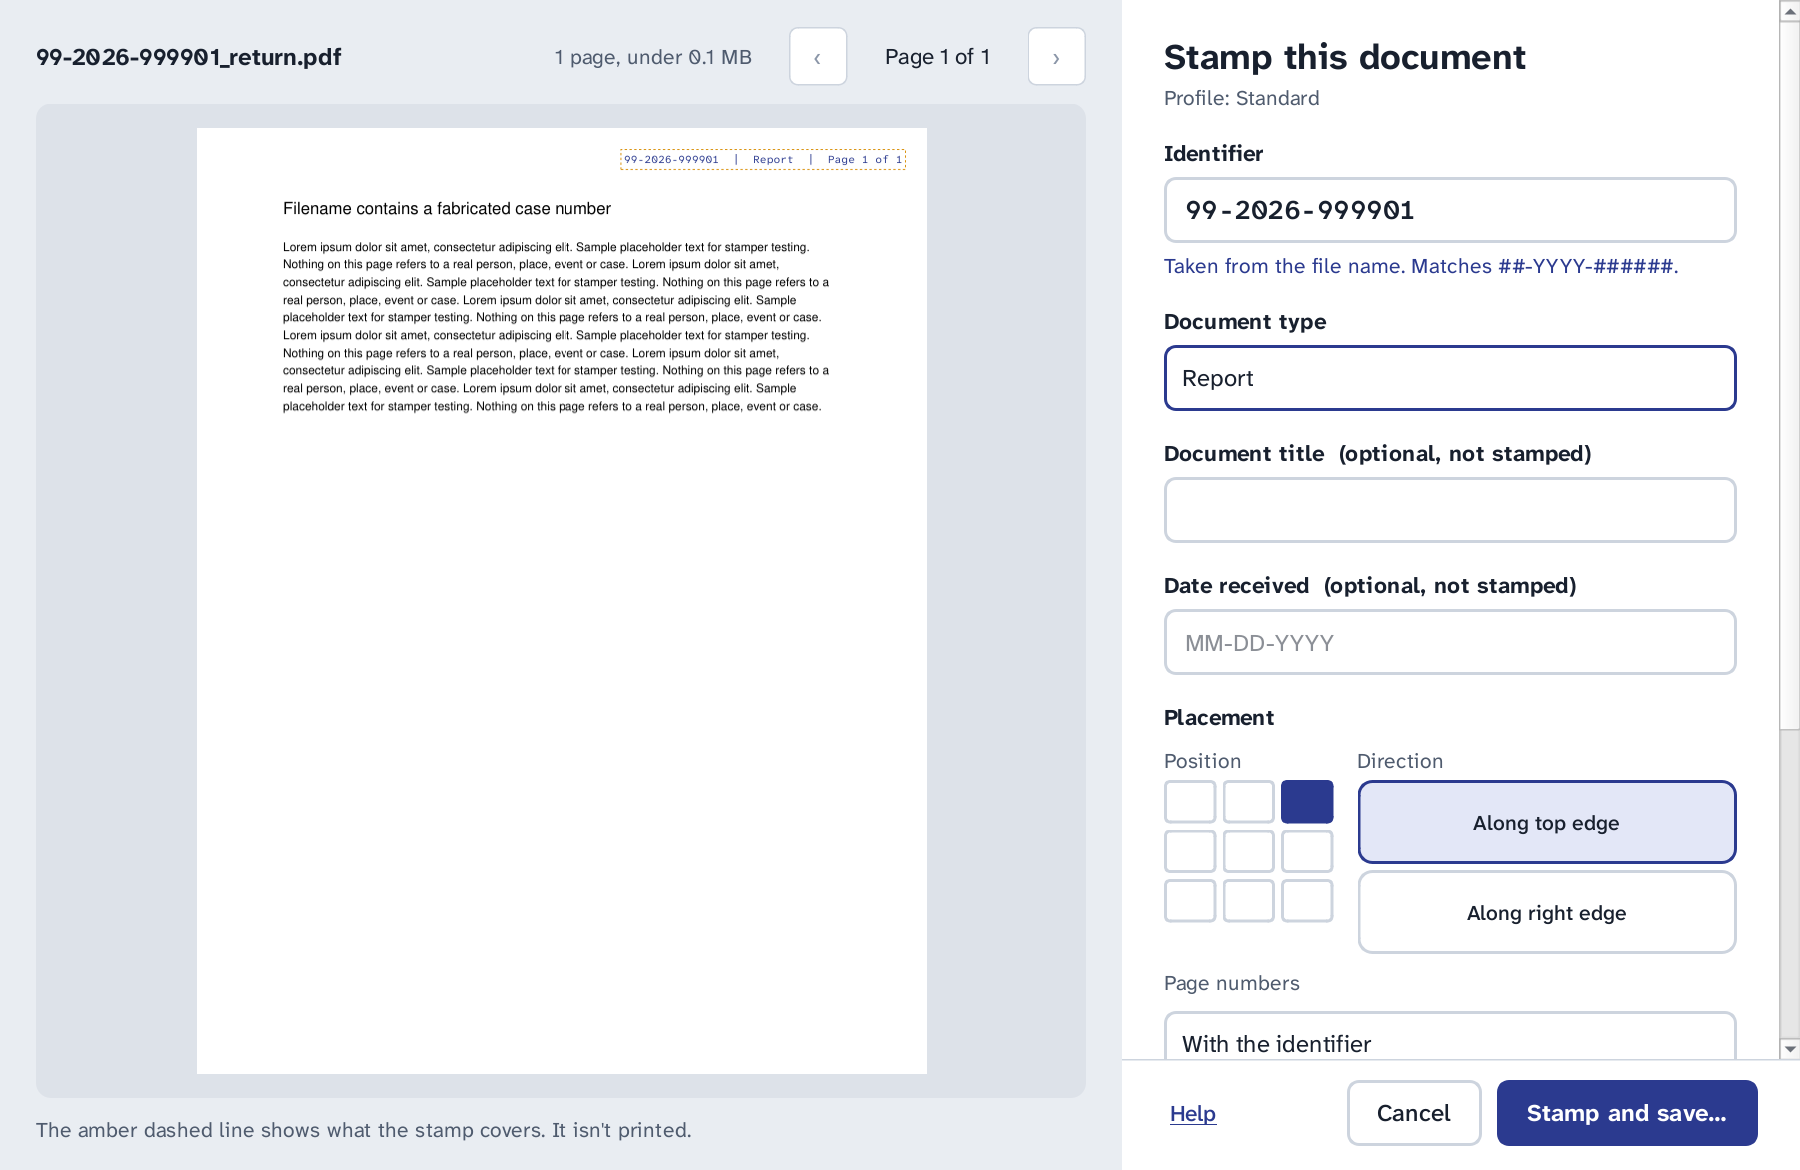 99-2026-999901_return.pdf
1 page, under 0.1 MB
‹
Page 1 of 1
›
99-2026-999901 | Report | Page 1 of 1
Filename contains a fabricated case number
Lorem ipsum dolor sit amet, consectetur adipiscing elit. Sample placeholder text for stamper testing.
Nothing on this page refers to a real person, place, event or case. Lorem ipsum dolor sit amet,
consectetur adipiscing elit. Sample placeholder text for stamper testing. Nothing on this page refers to a
real person, place, event or case. Lorem ipsum dolor sit amet, consectetur adipiscing elit. Sample
placeholder text for stamper testing. Nothing on this page refers to a real person, place, event or case.
Lorem ipsum dolor sit amet, consectetur adipiscing elit. Sample placeholder text for stamper testing.
Nothing on this page refers to a real person, place, event or case. Lorem ipsum dolor sit amet,
consectetur adipiscing elit. Sample placeholder text for stamper testing. Nothing on this page refers to a
real person, place, event or case. Lorem ipsum dolor sit amet, consectetur adipiscing elit. Sample
placeholder text for stamper testing. Nothing on this page refers to a real person, place, event or case.
The amber dashed line shows what the stamp covers. It isn't printed.
Stamp this document
Profile: Standard
Identifier
99-2026-999901
Taken from the file name. Matches ##-YYYY-######.
Document type
Report
Document title (optional, not stamped)
Date received (optional, not stamped)
MM-DD-YYYY
Placement
Position
Direction
Along top edge
Along right edge
Page numbers
With the identifier
Help
Cancel
Stamp and save…